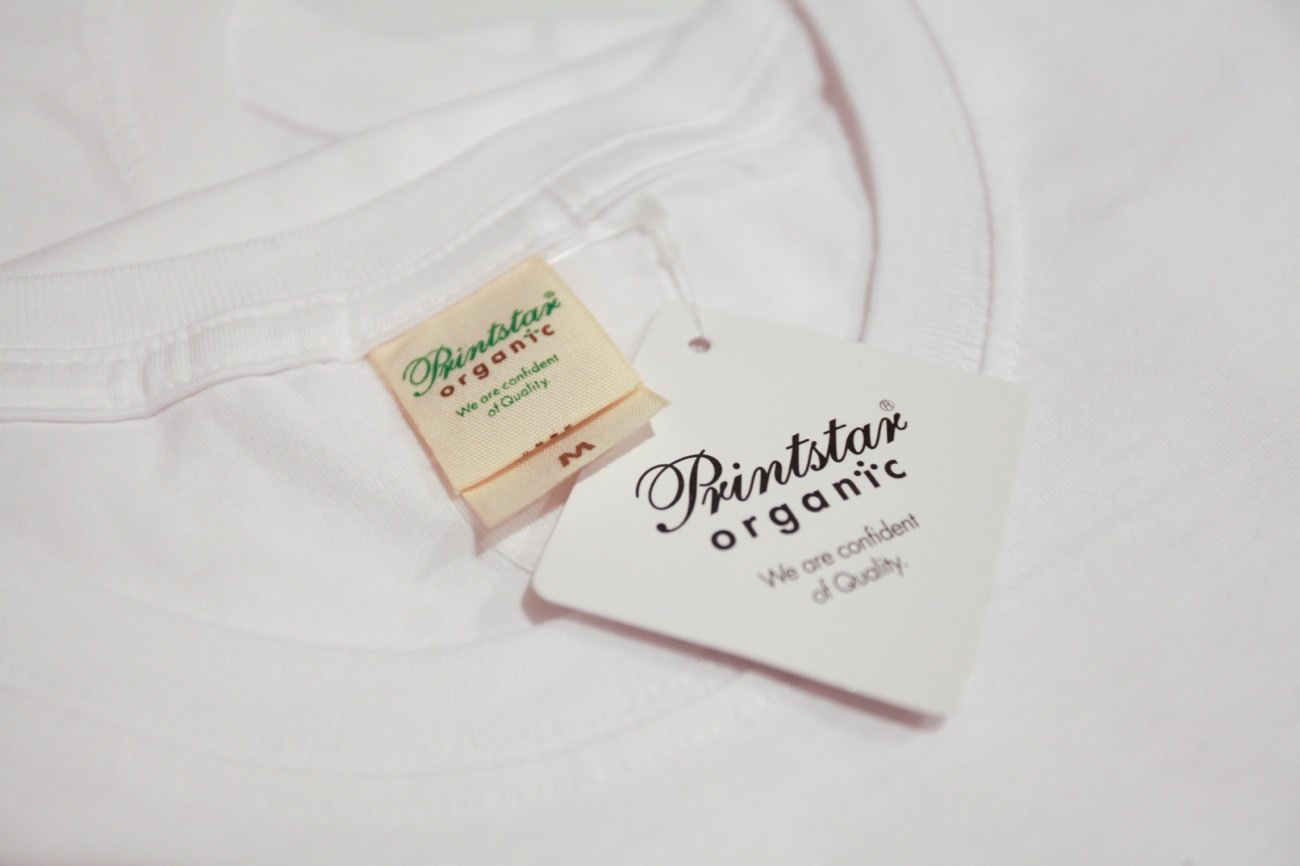 Printstar®
organic
We are confident
of Quality.
M
Printstar®
organic
We are confident
of Quality.